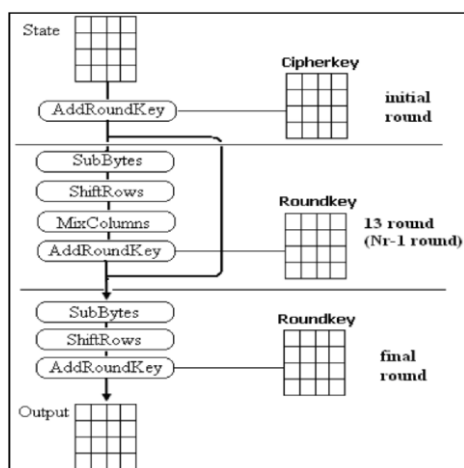 State
Cipherkey
AddRoundKey
initial
round
SubBytes
ShiftRows
MixColumns
AddRoundKey
Roundkey
13 round
(Nr-1 round)
SubBytes
ShiftRows
AddRoundKey
Roundkey
final
round
Output